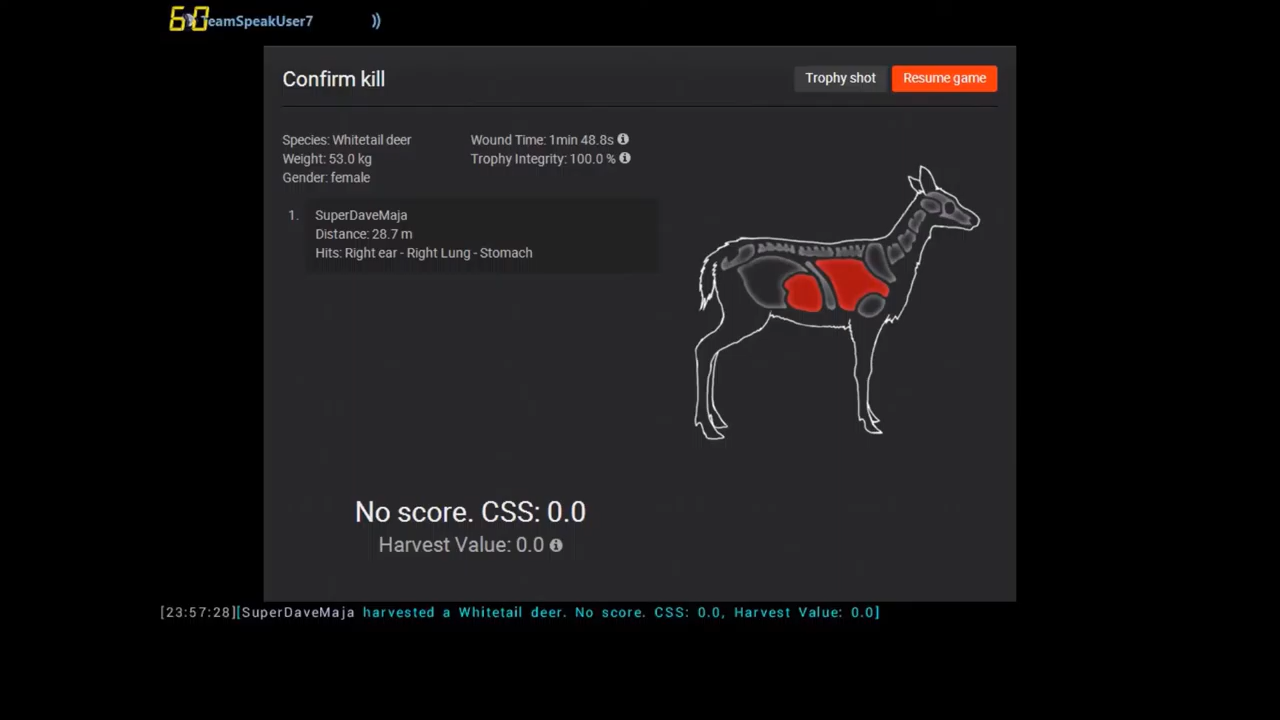 60 TeamSpeakUser7
Confirm kill
Trophy shot
Resume game
Species: Whitetail deer
Weight: 53.0 kg
Gender: female
Wound Time: 1min 48.8s
Trophy Integrity: 100.0 %
1. SuperDaveMaja
Distance: 28.7 m
Hits: Right ear - Right Lung - Stomach
No score. CSS: 0.0
Harvest Value: 0.0
[23:57:28][SuperDaveMaja harvested a Whitetail deer. No score. CSS: 0.0, Harvest Value: 0.0]